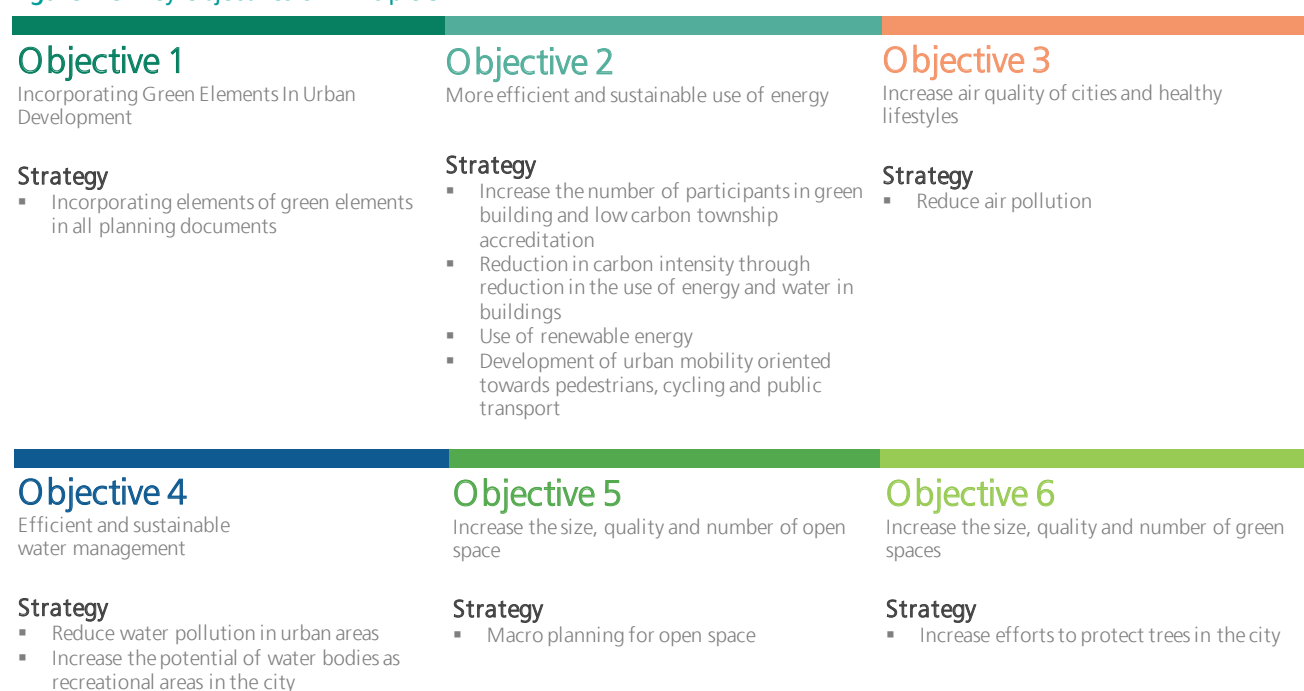 Objective 1
Incorporating Green Elements In Urban
Development
Strategy
▪ Incorporating elements of green elements
in all planning documents
Objective 2
More efficient and sustainable use of energy
Strategy
▪ Increase the number of participants in green
building and low carbon township
accreditation
▪ Reduction in carbon intensity through
reduction in the use of energy and water in
buildings
▪ Use of renewable energy
▪ Development of urban mobility oriented
towards pedestrians, cycling and public
transport
Objective 3
Increase air quality of cities and healthy
lifestyles
Strategy
▪ Reduce air pollution
Objective 4
Efficient and sustainable
water management
Strategy
▪ Reduce water pollution in urban areas
▪ Increase the potential of water bodies as
recreational areas in the city
Objective 5
Increase the size, quality and number of open
space
Strategy
▪ Macro planning for open space
Objective 6
Increase the size, quality and number of green
spaces
Strategy
▪ Increase efforts to protect trees in the city